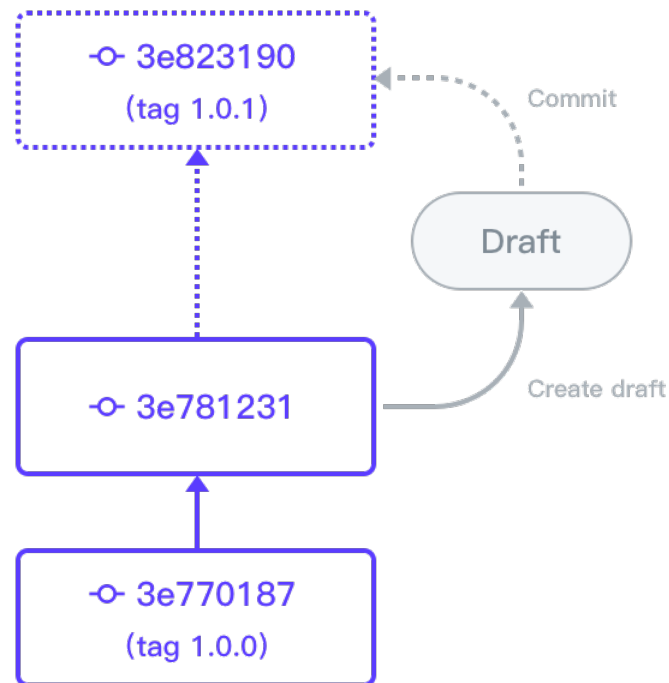 3e823190
(tag 1.0.1)
Commit
Draft
3e781231
Create draft
3e770187
(tag 1.0.0)